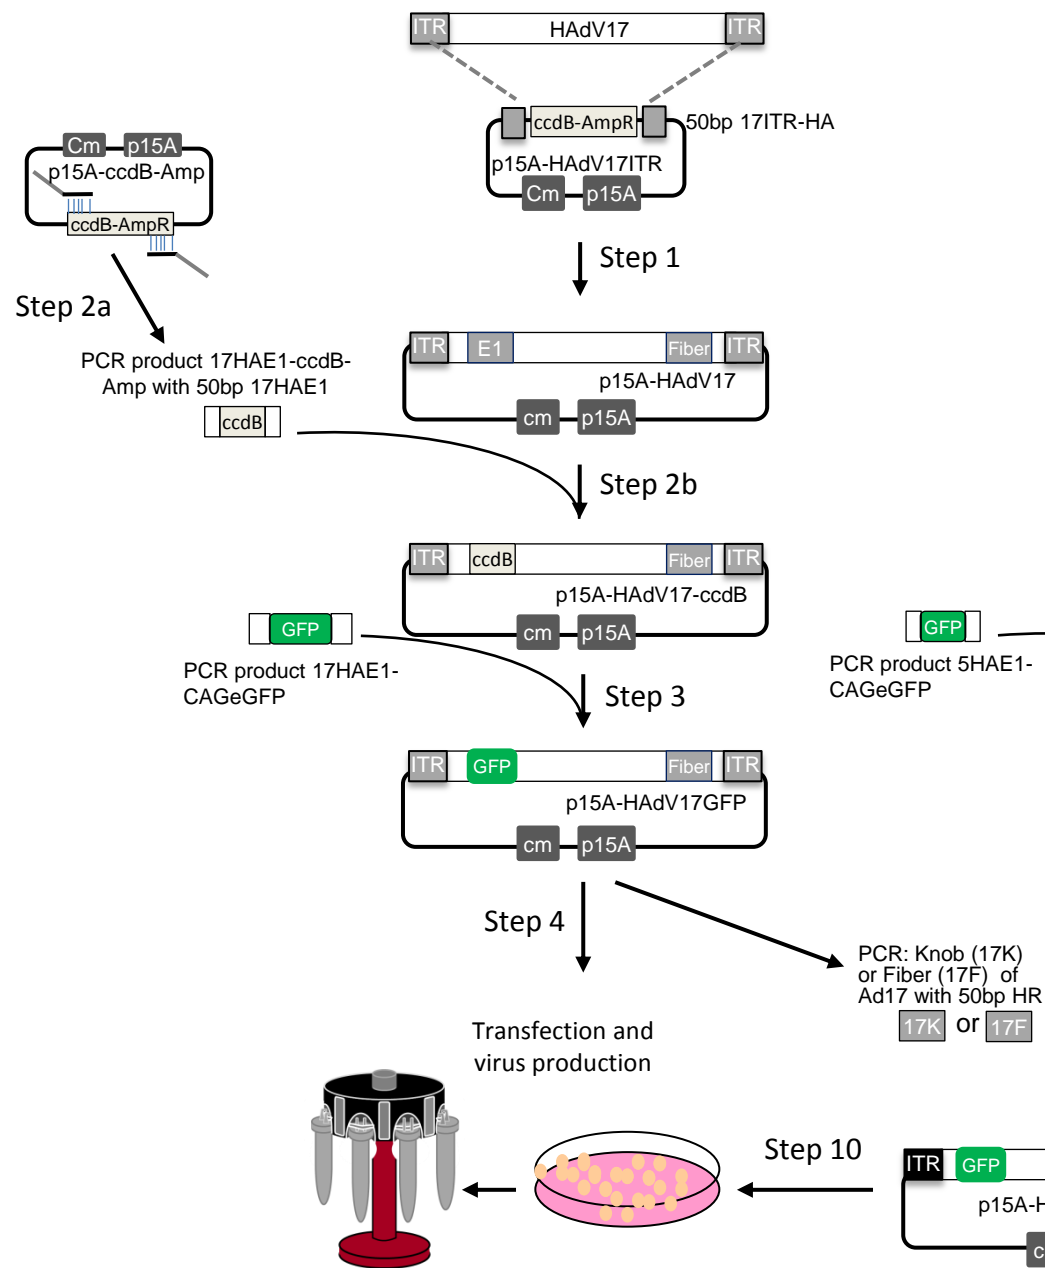 ITR HAdV17 ITR
ccdB-AmpR 50bp 17ITR-HA
p15A-HAdV17ITR
Cm p15A
Cm p15A
p15A-ccdB-Amp
ccdB-AmpR
Step 1
Step 2a
PCR product 17HAE1-ccdB-
Amp with 50bp 17HAE1
ccdB
ITR E1 Fiber ITR
p15A-HAdV17
cm p15A
Step 2b
ITR ccdB Fiber ITR
p15A-HAdV17-ccdB
cm p15A
GFP
PCR product 17HAE1-
CAGeGFP
GFP
PCR product 5HAE1-
CAGeGFP
Step 3
ITR GFP Fiber ITR
p15A-HAdV17GFP
cm p15A
Step 4
PCR: Knob (17K)
or Fiber (17F) of
Ad17 with 50bp HR
17K or 17F
Transfection and
virus production
Step 10
ITR GFP
p15A-H
c